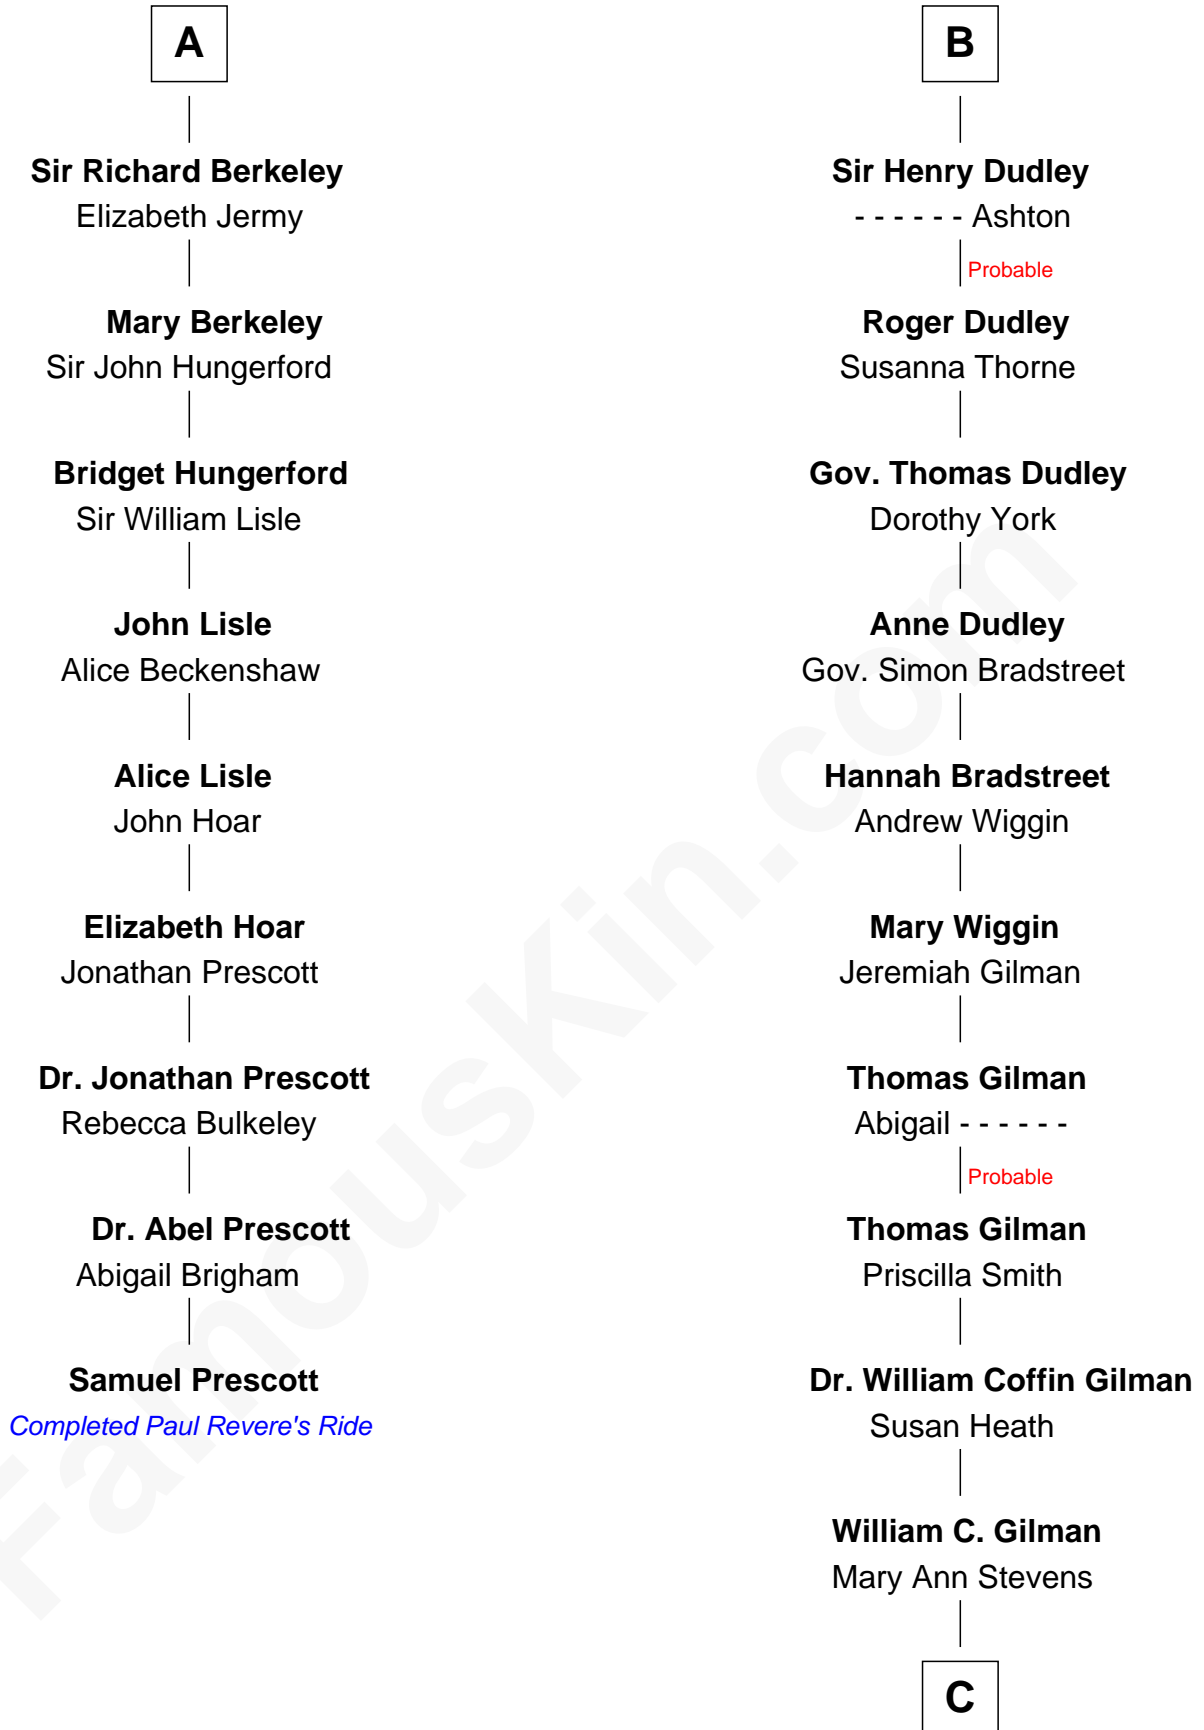 A
Sir Richard Berkeley
Elizabeth Jermy
Mary Berkeley
Sir John Hungerford
Bridget Hungerford
Sir William Lisle
John Lisle
Alice Beckenshaw
Alice Lisle
John Hoar
Elizabeth Hoar
Jonathan Prescott
Dr. Jonathan Prescott
Rebecca Bulkeley
Dr. Abel Prescott
Abigail Brigham
Samuel Prescott
Completed Paul Revere's Ride
B
Sir Henry Dudley
- - - - - - Ashton
Probable
Roger Dudley
Susanna Thorne
Gov. Thomas Dudley
Dorothy York
Anne Dudley
Gov. Simon Bradstreet
Hannah Bradstreet
Andrew Wiggin
Mary Wiggin
Jeremiah Gilman
Thomas Gilman
Abigail - - - - - -
Probable
Thomas Gilman
Priscilla Smith
Dr. William Coffin Gilman
Susan Heath
William C. Gilman
Mary Ann Stevens
C
FamousKin.com